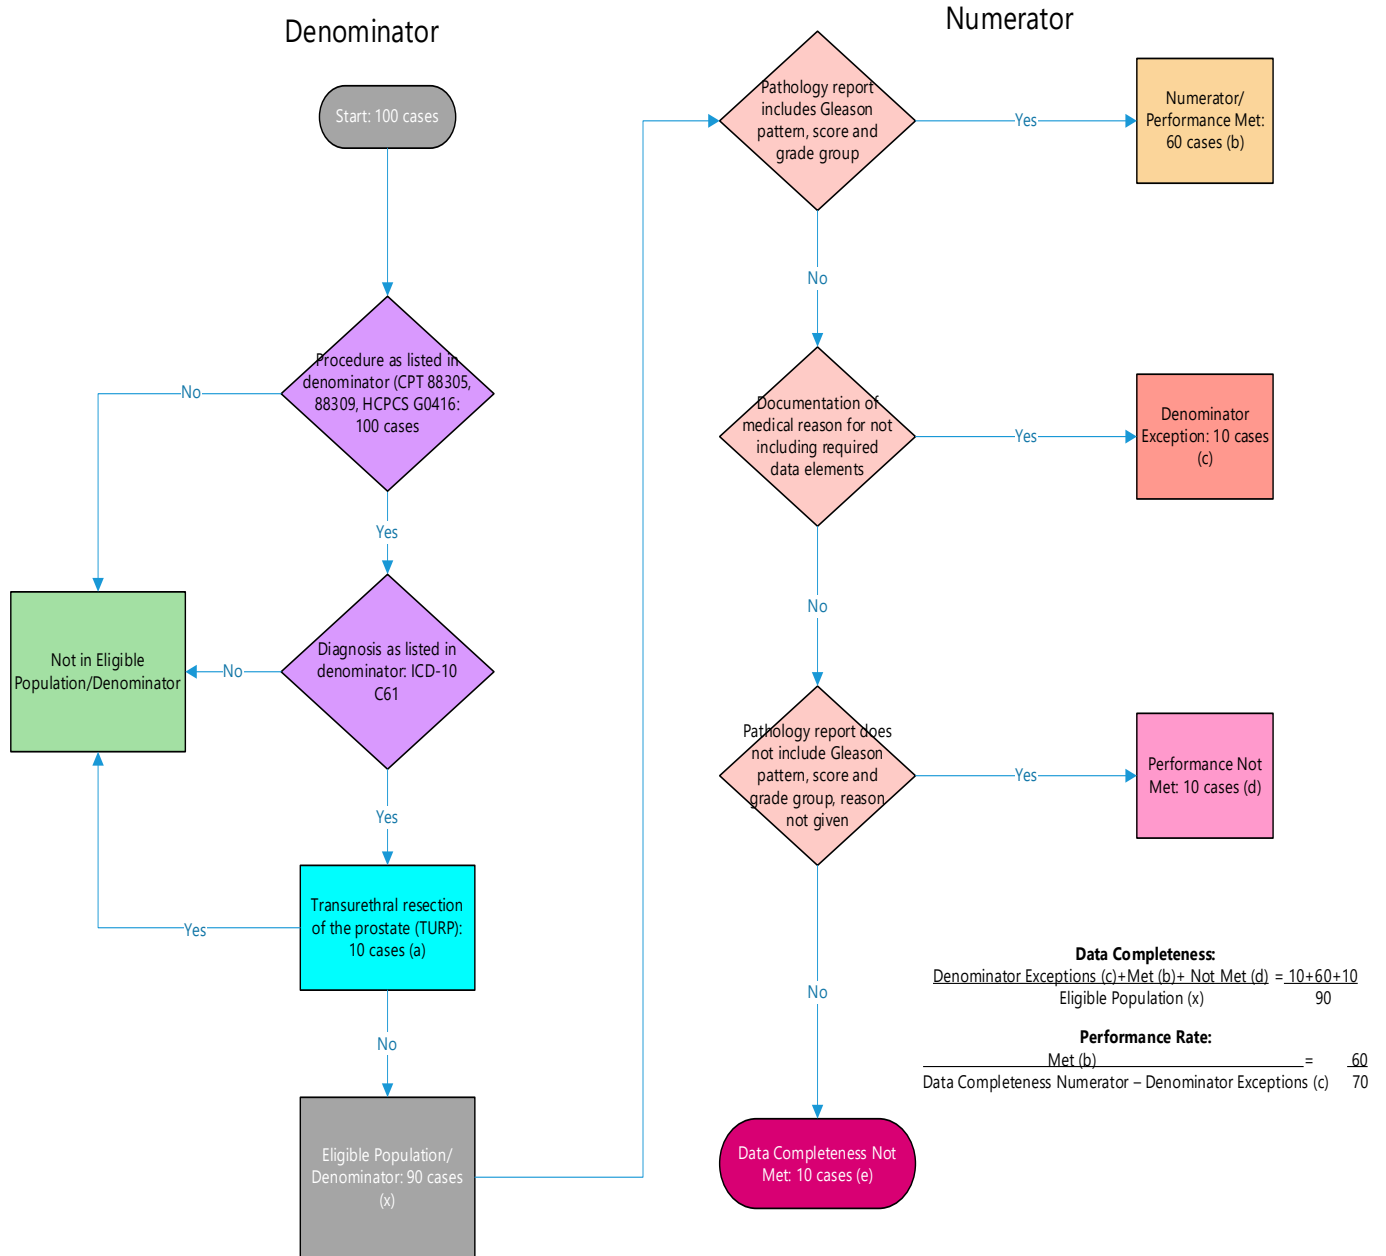 Denominator
Numerator
Start: 100 cases
Procedure as listed in
denominator (CPT 88305,
88309, HCPCS G0416:
100 cases
No
Yes
Diagnosis as listed in
denominator: ICD-10
C61
No
Not in Eligible
Population/Denominator
Yes
Transurethral resection
of the prostate (TURP):
10 cases (a)
Yes
No
Eligible Population/
Denominator: 90 cases
(x)
Pathology report
includes Gleason
pattern, score and
grade group
Yes
Numerator/
Performance Met:
60 cases (b)
No
Documentation of
medical reason for not
including required
data elements
Yes
Denominator
Exception: 10 cases
(c)
No
Pathology report does
not include Gleason
pattern, score and
grade group, reason
not given
Yes
Performance Not
Met: 10 cases (d)
No
Data Completeness Not
Met: 10 cases (e)
Data Completeness:
Denominator Exceptions (c)+Met (b)+ Not Met (d) = 10+60+10
Eligible Population (x) 90
Performance Rate:
Met (b) = 60
Data Completeness Numerator – Denominator Exceptions (c) 70